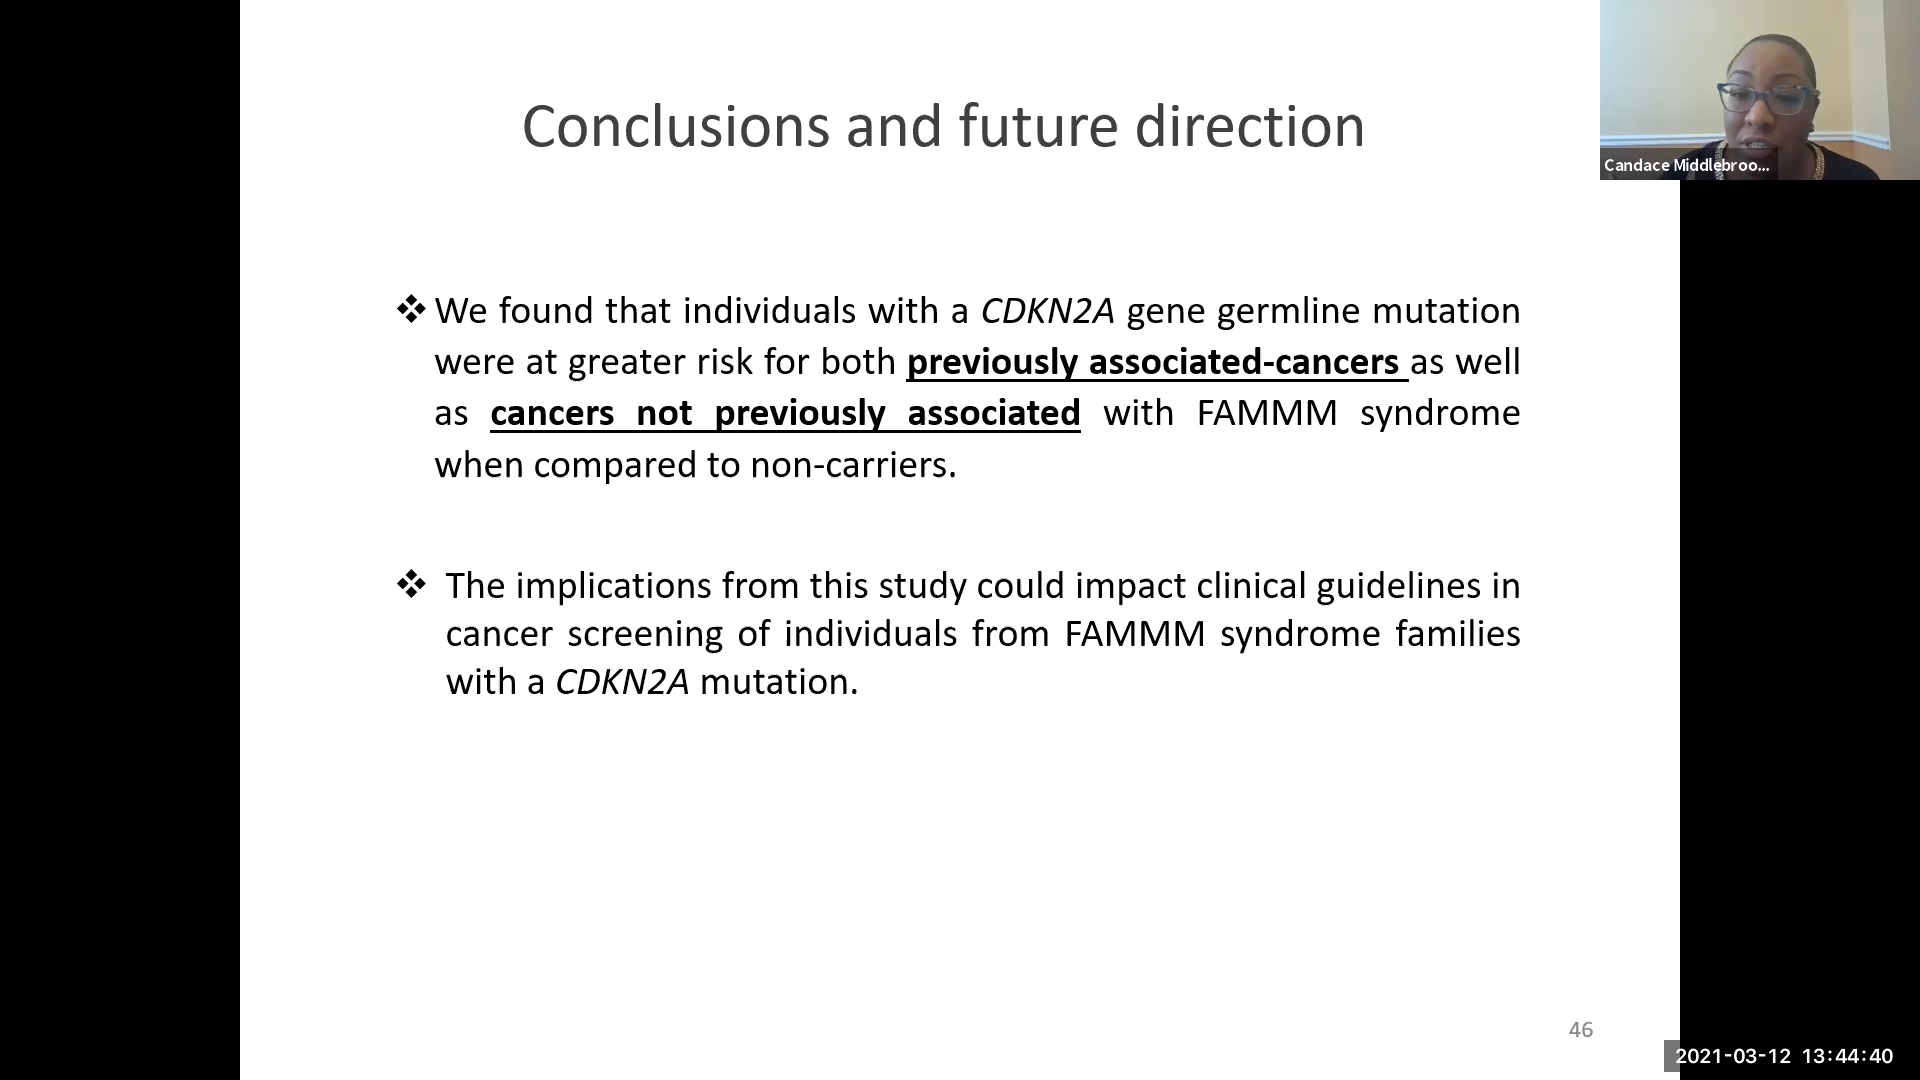 Conclusions and future direction
Candace Middlebroo...
❖ We found that individuals with a CDKN2A gene germline mutation
were at greater risk for both previously associated-cancers as well
as cancers not previously associated with FAMMM syndrome
when compared to non-carriers.
❖ The implications from this study could impact clinical guidelines in
cancer screening of individuals from FAMMM syndrome families
with a CDKN2A mutation.
46
2021-03-12 13:44:40